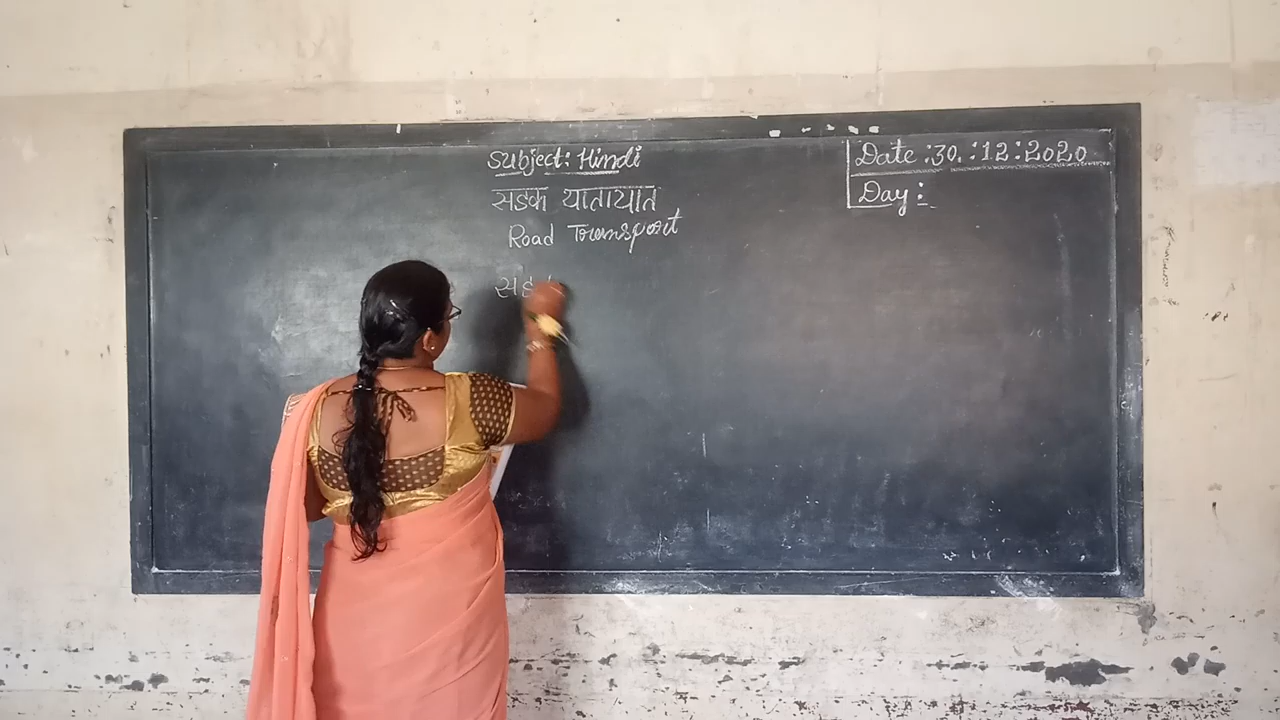 Subject: Hindi
सडक यातायात
Road Transport
Date :30.:12:2020
Day: